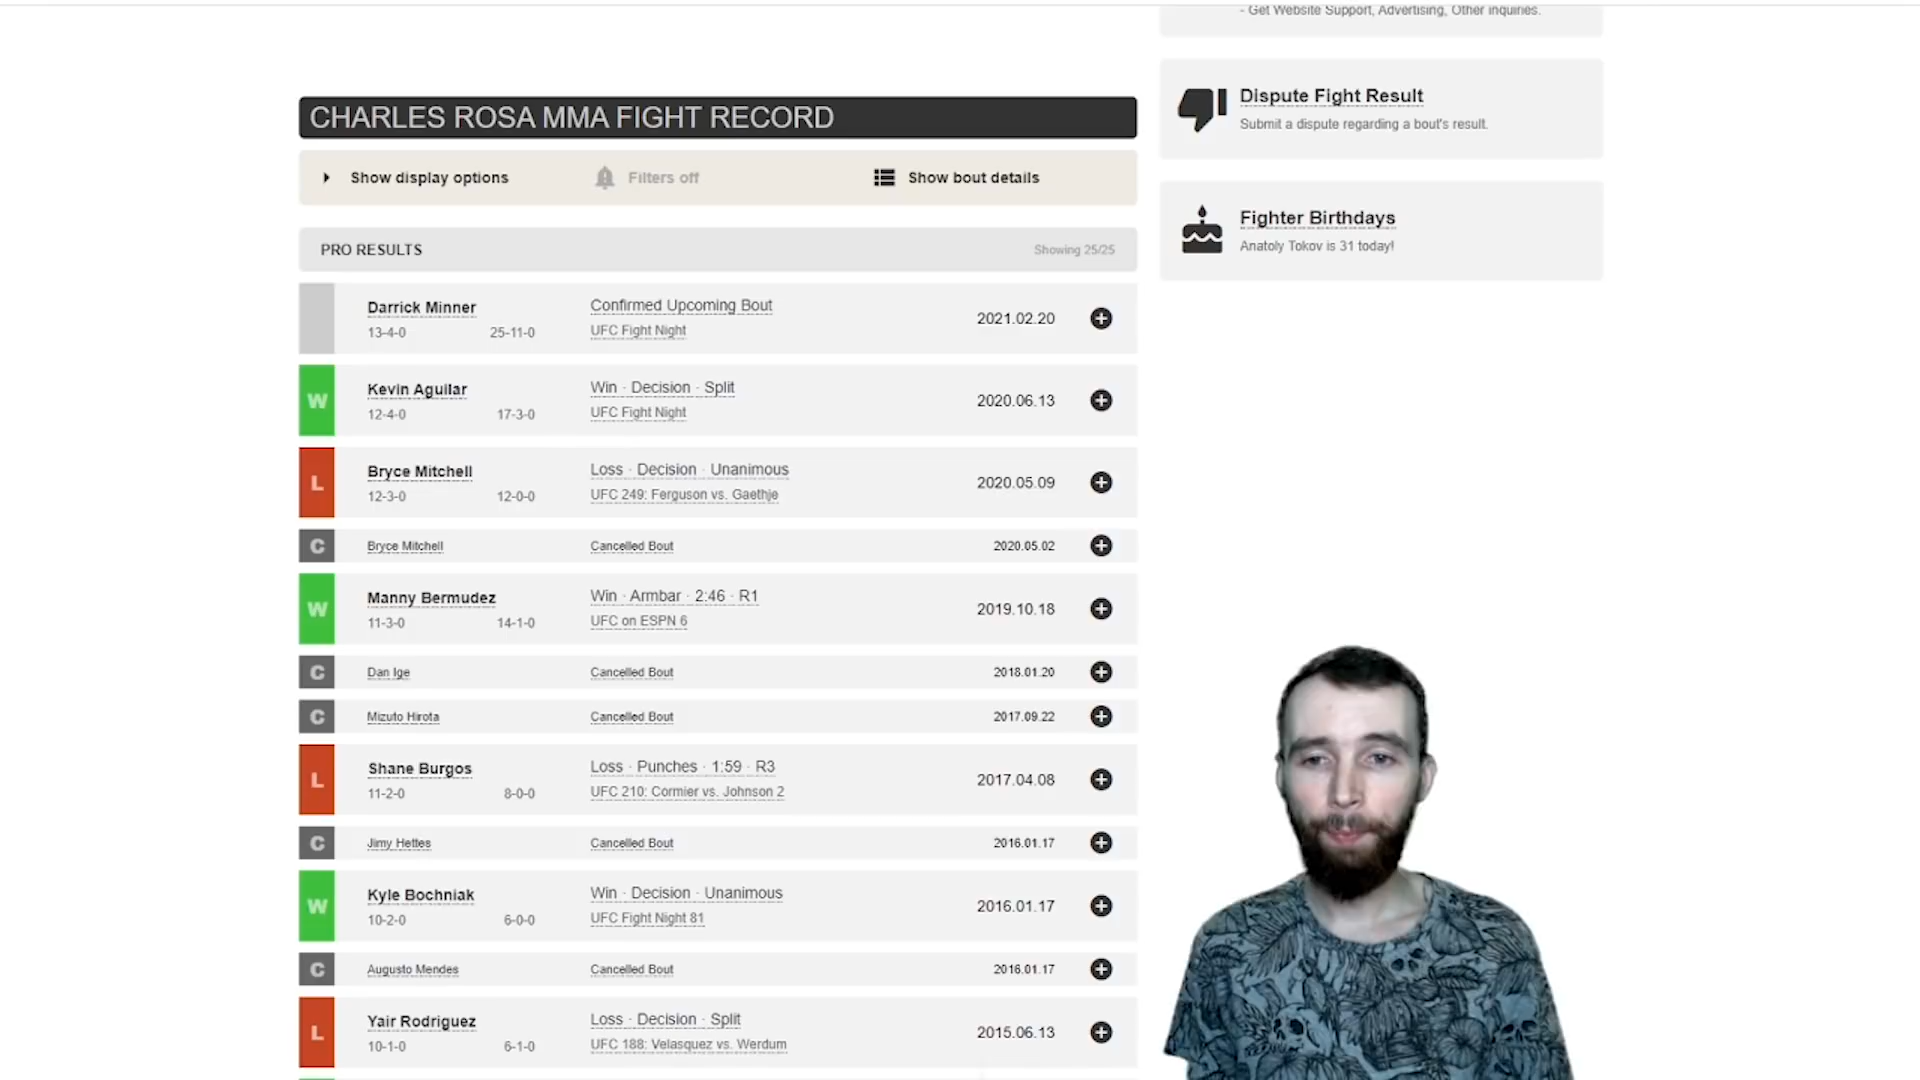 - Get Website Support, Advertising, Other inquiries.
Dispute Fight Result
Submit a dispute regarding a bout's result.
Fighter Birthdays
Anatoly Tokov is 31 today!
CHARLES ROSA MMA FIGHT RECORD
Show display options Filters off Show bout details
PRO RESULTS Showing 25/25
Darrick Minner Confirmed Upcoming Bout 2021.02.20
13-4-0 25-11-0 UFC Fight Night
W Kevin Aguilar Win · Decision · Split 2020.06.13
12-4-0 17-3-0 UFC Fight Night
L Bryce Mitchell Loss · Decision · Unanimous 2020.05.09
12-3-0 12-0-0 UFC 249: Ferguson vs. Gaethje
C Bryce Mitchell Cancelled Bout 2020.05.02
W Manny Bermudez Win · Armbar · 2:46 · R1 2019.10.18
11-3-0 14-1-0 UFC on ESPN 6
C Dan Ige Cancelled Bout 2018.01.20
C Mizuto Hirota Cancelled Bout 2017.09.22
L Shane Burgos Loss · Punches · 1:59 · R3 2017.04.08
11-2-0 8-0-0 UFC 210: Cormier vs. Johnson 2
C Jimy Hettes Cancelled Bout 2016.01.17
W Kyle Bochniak Win · Decision · Unanimous 2016.01.17
10-2-0 6-0-0 UFC Fight Night 81
C Augusto Mendes Cancelled Bout 2016.01.17
L Yair Rodriguez Loss · Decision · Split 2015.06.13
10-1-0 6-1-0 UFC 188: Velasquez vs. Werdum